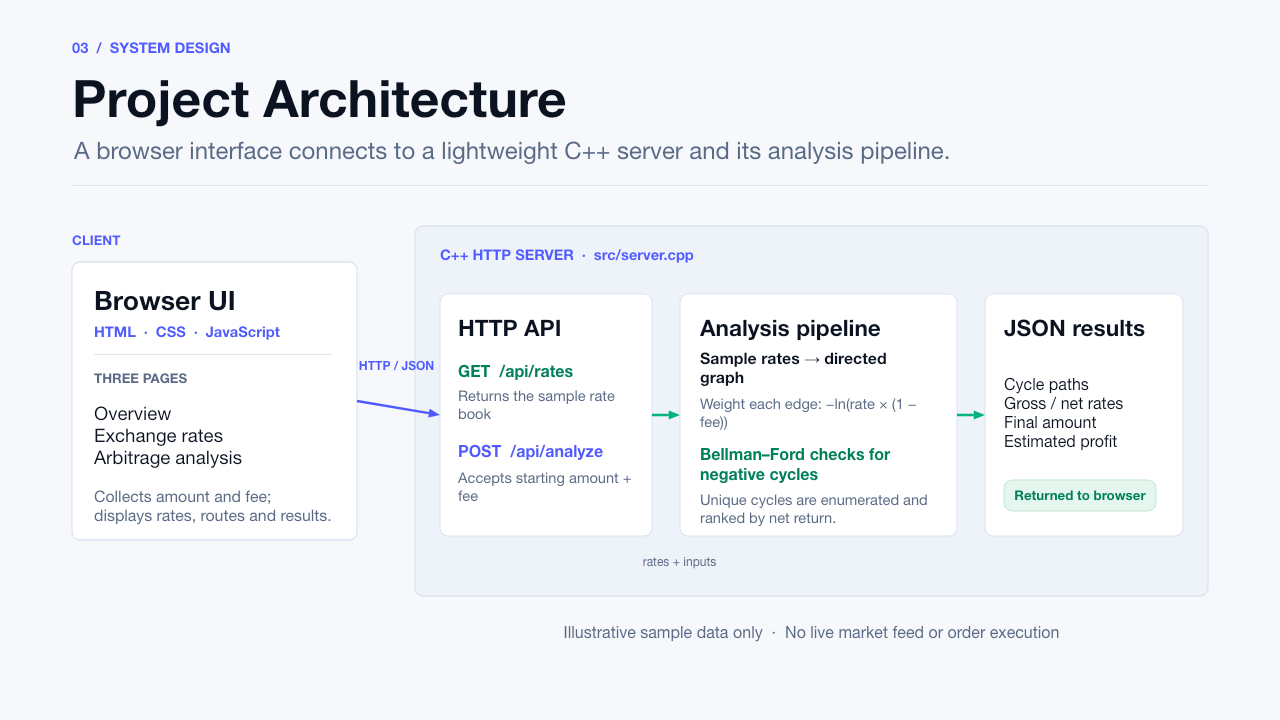 03 / SYSTEM DESIGN
Project Architecture
A browser interface connects to a lightweight C++ server and its analysis pipeline.
CLIENT
Browser UI
HTML · CSS · JavaScript
THREE PAGES
Overview
Exchange rates
Arbitrage analysis
Collects amount and fee;
displays rates, routes and results.
HTTP / JSON
C++ HTTP SERVER · src/server.cpp
HTTP API
GET /api/rates
Returns the sample rate
book
POST /api/analyze
Accepts starting amount +
fee
Analysis pipeline
Sample rates → directed
graph
Weight each edge: −ln(rate × (1 −
fee))
Bellman–Ford checks for
negative cycles
Unique cycles are enumerated and
ranked by net return.
JSON results
Cycle paths
Gross / net rates
Final amount
Estimated profit
Returned to browser
rates + inputs
Illustrative sample data only · No live market feed or order execution